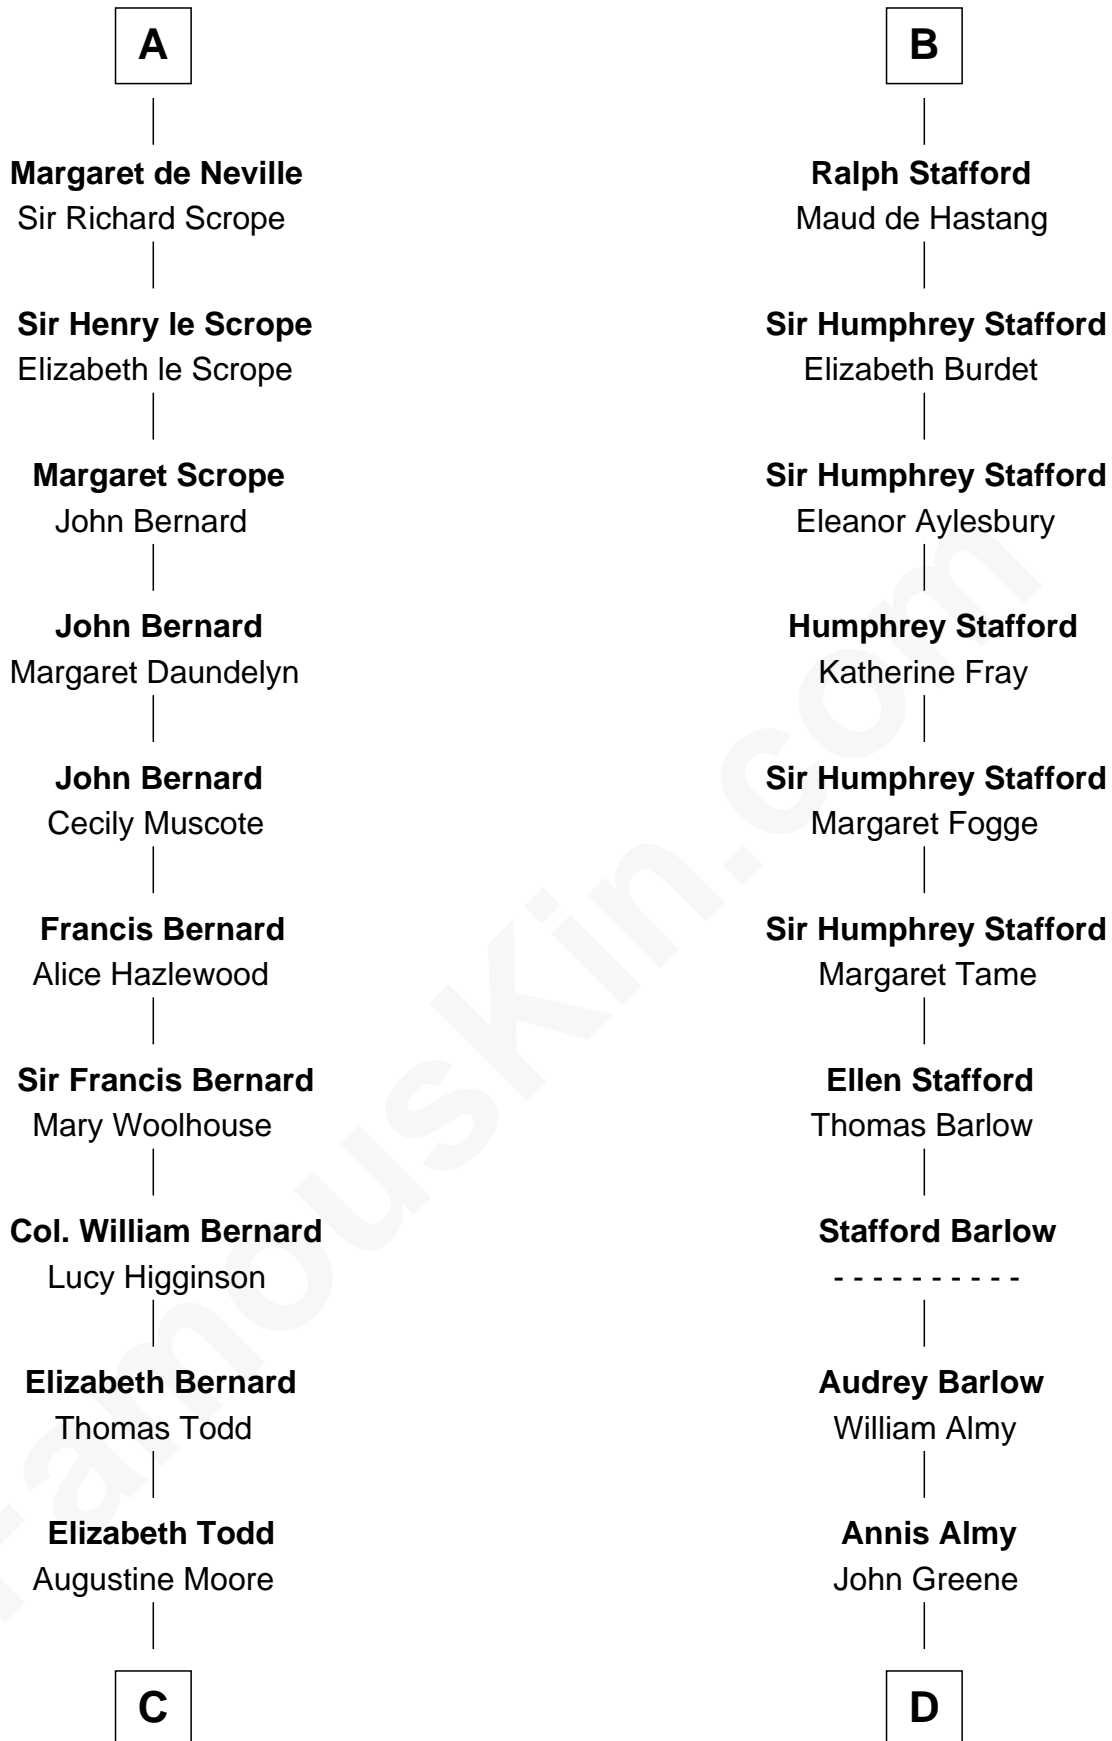 A
Margaret de Neville
Sir Richard Scrope
Sir Henry le Scrope
Elizabeth le Scrope
Margaret Scrope
John Bernard
John Bernard
Margaret Daundelyn
John Bernard
Cecily Muscote
Francis Bernard
Alice Hazlewood
Sir Francis Bernard
Mary Woolhouse
Col. William Bernard
Lucy Higginson
Elizabeth Bernard
Thomas Todd
Elizabeth Todd
Augustine Moore
C
B
Ralph Stafford
Maud de Hastang
Sir Humphrey Stafford
Elizabeth Burdet
Sir Humphrey Stafford
Eleanor Aylesbury
Humphrey Stafford
Katherine Fray
Sir Humphrey Stafford
Margaret Fogge
Sir Humphrey Stafford
Margaret Tame
Ellen Stafford
Thomas Barlow
Stafford Barlow
- - - - - - - - - -
Audrey Barlow
William Almy
Annis Almy
John Greene
D
FamousKin.com